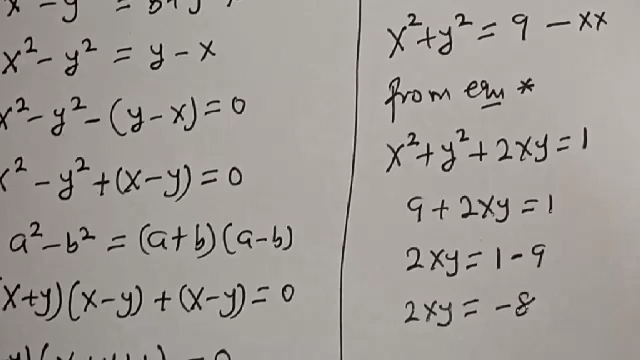 x² - y² = y - x
x² - y² - (y - x) = 0
x² - y² + (x - y) = 0
a² - b² = (a + b)(a - b)
(x + y)(x - y) + (x - y) = 0
x² + y² = 9 - **
from eqn *
x² + y² + 2xy = 1
9 + 2xy = 1
2xy = 1 - 9
2xy = -8